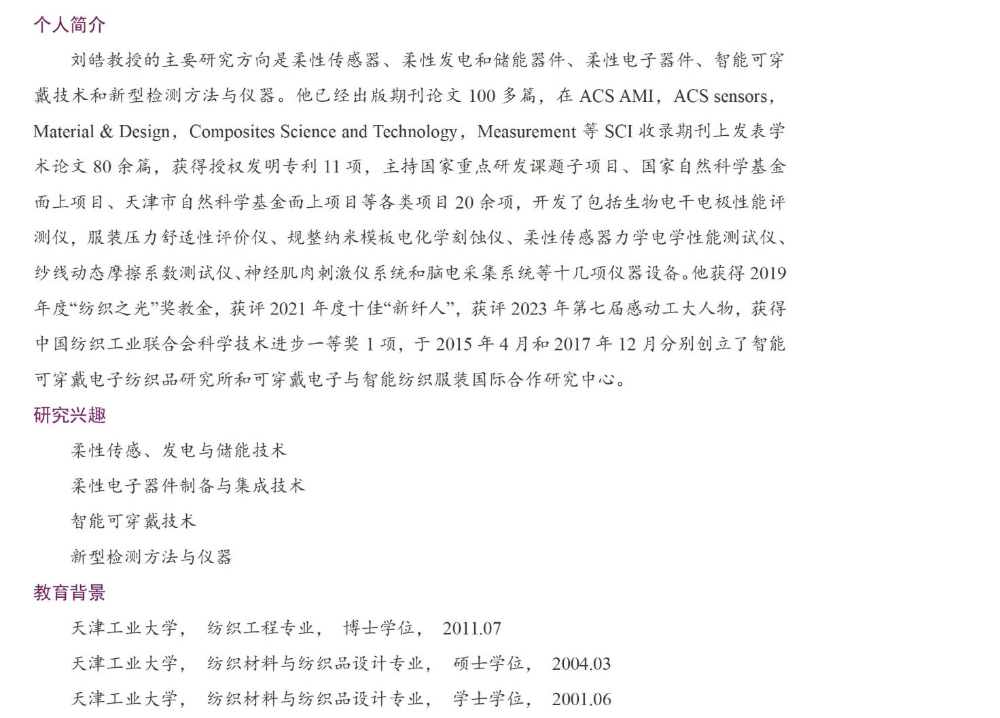 个人简介
刘皓教授的主要研究方向是柔性传感器、柔性发电和储能器件、柔性电子器件、智能可穿
戴技术和新型检测方法与仪器。他已经出版期刊论文 100 多篇，在 ACS AMI，ACS sensors，
Material & Design，Composites Science and Technology，Measurement 等 SCI 收录期刊上发表学
术论文 80 余篇，获得授权发明专利 11 项，主持国家重点研发课题子项目、国家自然科学基金
面上项目、天津市自然科学基金面上项目等各类项目 20 余项，开发了包括生物电干电极性能评
测仪，服装压力舒适性评价仪、规整纳米模板电化学刻蚀仪、柔性传感器力学电学性能测试仪、
纱线动态摩擦系数测试仪、神经肌肉刺激仪系统和脑电采集系统等十几项仪器设备。他获得 2019
年度“纺织之光”奖教金，获评 2021 年度十佳“新纤人”，获评 2023 年第七届感动工大人物，获得
中国纺织工业联合会科学技术进步一等奖 1 项，于 2015 年 4 月和 2017 年 12 月分别创立了智能
可穿戴电子纺织品研究所和可穿戴电子与智能纺织服装国际合作研究中心。
研究兴趣
柔性传感、发电与储能技术
柔性电子器件制备与集成技术
智能可穿戴技术
新型检测方法与仪器
教育背景
天津工业大学， 纺织工程专业， 博士学位， 2011.07
天津工业大学， 纺织材料与纺织品设计专业， 硕士学位， 2004.03
天津工业大学， 纺织材料与纺织品设计专业， 学士学位， 2001.06